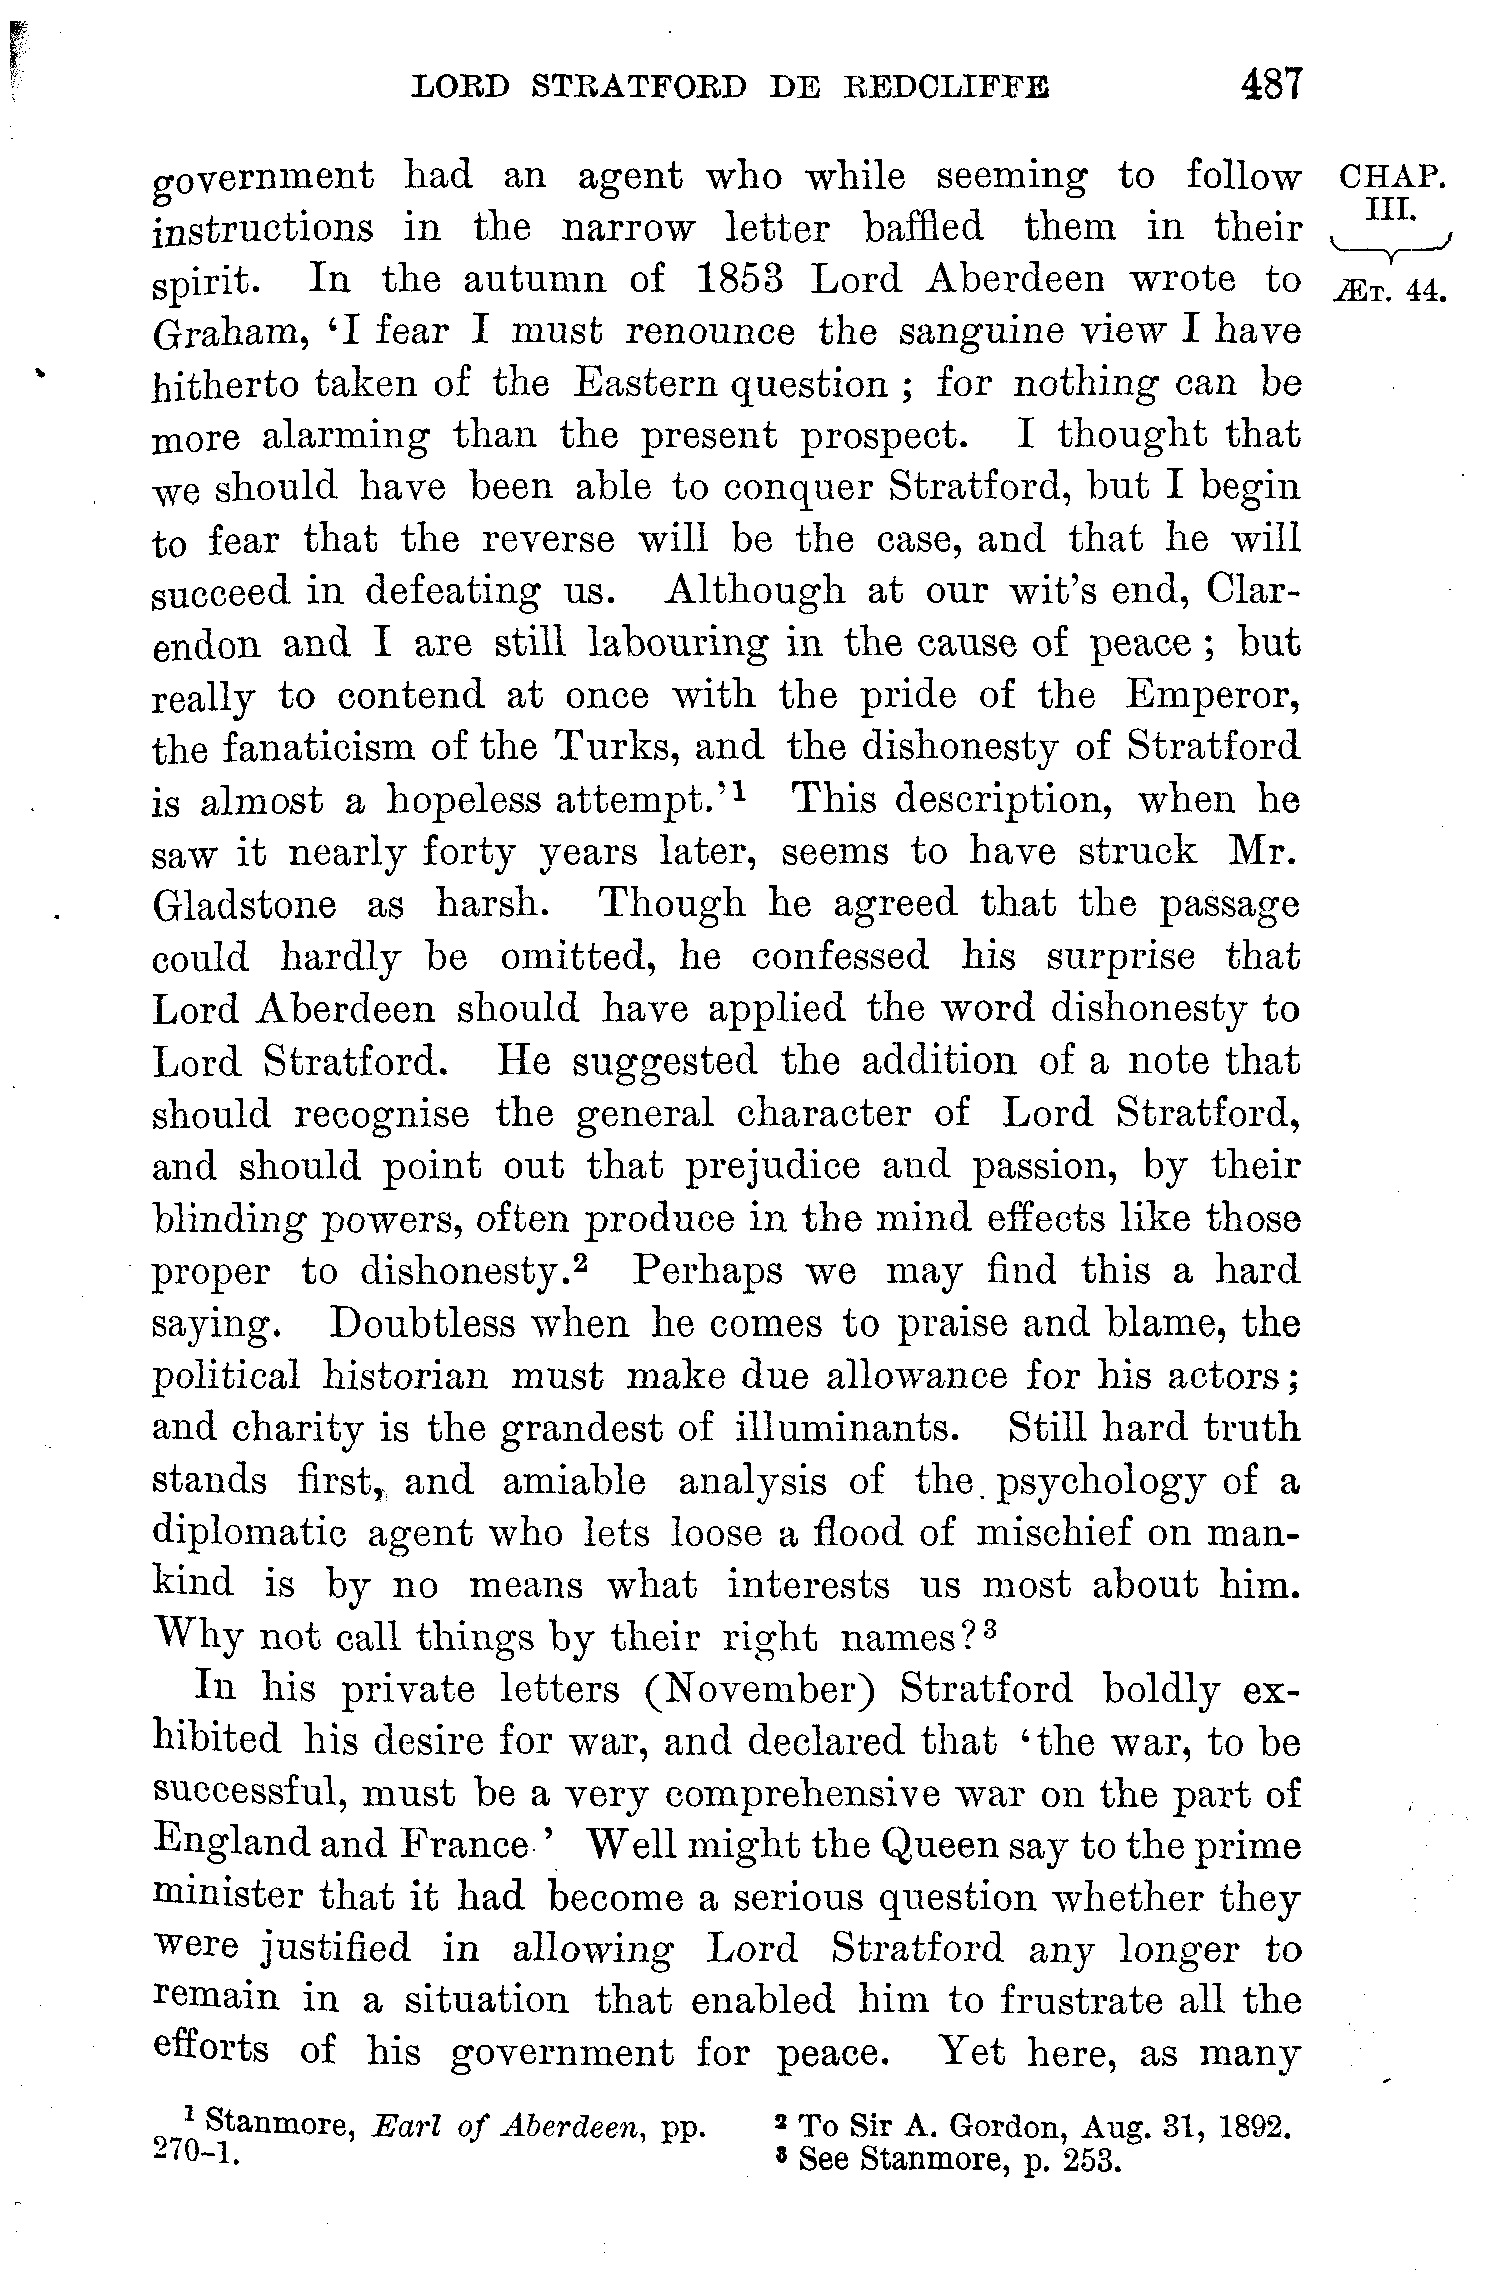 LORD STRATFORD DE REDCLIFFE 487
CHAP.
III.
ÆT. 44.
government had an agent who while seeming to follow
instructions in the narrow letter baffled them in their
spirit. In the autumn of 1853 Lord Aberdeen wrote to
Graham, ‘I fear I must renounce the sanguine view I have
hitherto taken of the Eastern question ; for nothing can be
more alarming than the present prospect. I thought that
we should have been able to conquer Stratford, but I begin
to fear that the reverse will be the case, and that he will
succeed in defeating us. Although at our wit’s end, Clar-
endon and I are still labouring in the cause of peace ; but
really to contend at once with the pride of the Emperor,
the fanaticism of the Turks, and the dishonesty of Stratford
is almost a hopeless attempt.’¹ This description, when he
saw it nearly forty years later, seems to have struck Mr.
Gladstone as harsh. Though he agreed that the passage
could hardly be omitted, he confessed his surprise that
Lord Aberdeen should have applied the word dishonesty to
Lord Stratford. He suggested the addition of a note that
should recognise the general character of Lord Stratford,
and should point out that prejudice and passion, by their
blinding powers, often produce in the mind effects like those
proper to dishonesty.² Perhaps we may find this a hard
saying. Doubtless when he comes to praise and blame, the
political historian must make due allowance for his actors;
and charity is the grandest of illuminants. Still hard truth
stands first, and amiable analysis of the psychology of a
diplomatic agent who lets loose a flood of mischief on man-
kind is by no means what interests us most about him.
Why not call things by their right names?³
In his private letters (November) Stratford boldly ex-
hibited his desire for war, and declared that ‘the war, to be
successful, must be a very comprehensive war on the part of
England and France.’ Well might the Queen say to the prime
minister that it had become a serious question whether they
were justified in allowing Lord Stratford any longer to
remain in a situation that enabled him to frustrate all the
efforts of his government for peace. Yet here, as many
¹ Stanmore, Earl of Aberdeen, pp.
270–1.
² To Sir A. Gordon, Aug. 31, 1892.
³ See Stanmore, p. 253.